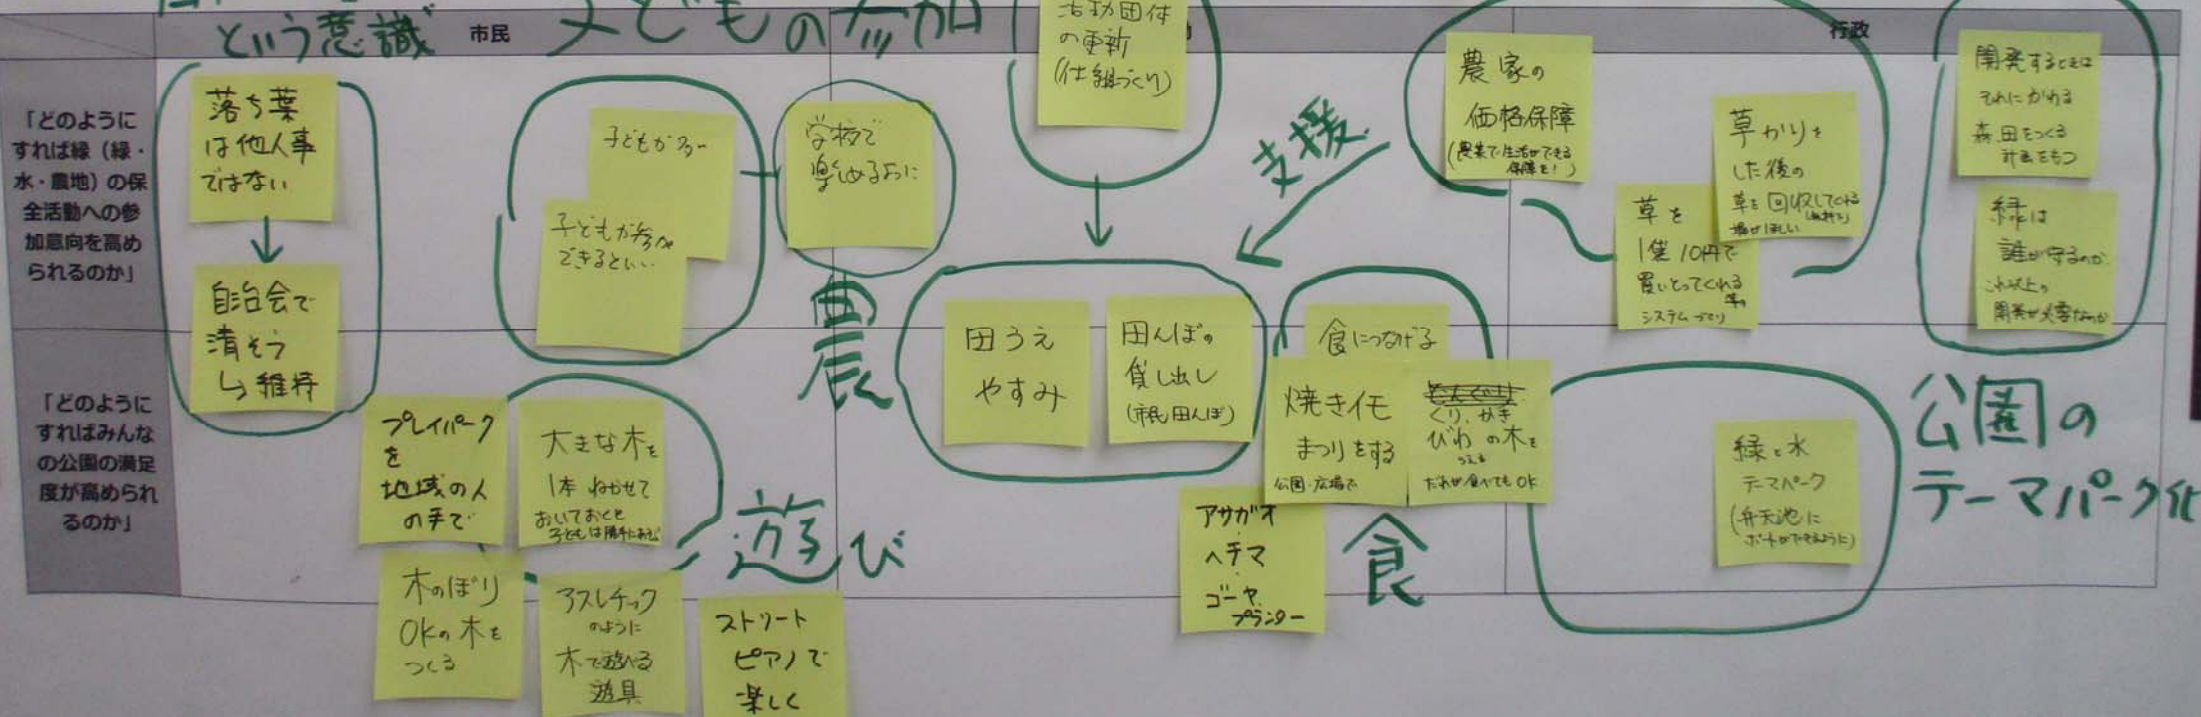 という意識
市民
子どもの参加
行政
「どのように
すれば緑（緑・
水・農地）の保
全活動への参
加意向を高め
られるのか」
落ち葉
は他人事
ではない
自治会で
清そう
↳維持
子どもが
子どもが参加
できるといい
学校で
楽しめるように
活動団体
の更新
(仕組づくり)
支援
農家の
価格保障
(農業で生活ができる
保障を!)
草かりを
した後の
草を回収してくれる
場がほしい
草を
1袋10円で
買いとってくれる
等の
システムづくり
開発するときは
それにかわる
森、田をつくる
計画をもつ
緑は
誰が守るのか
これ以上の
開発が必要なのか
農
田うえ
やすみ
田んぼの
貸し出し
(市民田んぼ)
食につなげる
焼きイモ
まつりをする
公園・広場で
くり、かき
びわの木を
うえる
だれが食べてもOK
アサガオ
ヘチマ
ゴーヤ
プランター
食
「どのように
すればみんな
の公園の満足
度が高められ
るのか」
プレイパーク
を
地域の人
の手で
大きな木を
1本ねかせて
おいておくと
子どもは勝手にあそぶ
遊び
木のぼり
OKの木を
つくる
アスレチック
のように
木で遊べる
遊具
ストリート
ピアノで
楽しく
緑と水
テーマパーク
(弁天池に
ボートができるように)
公園の
テーマパーク化